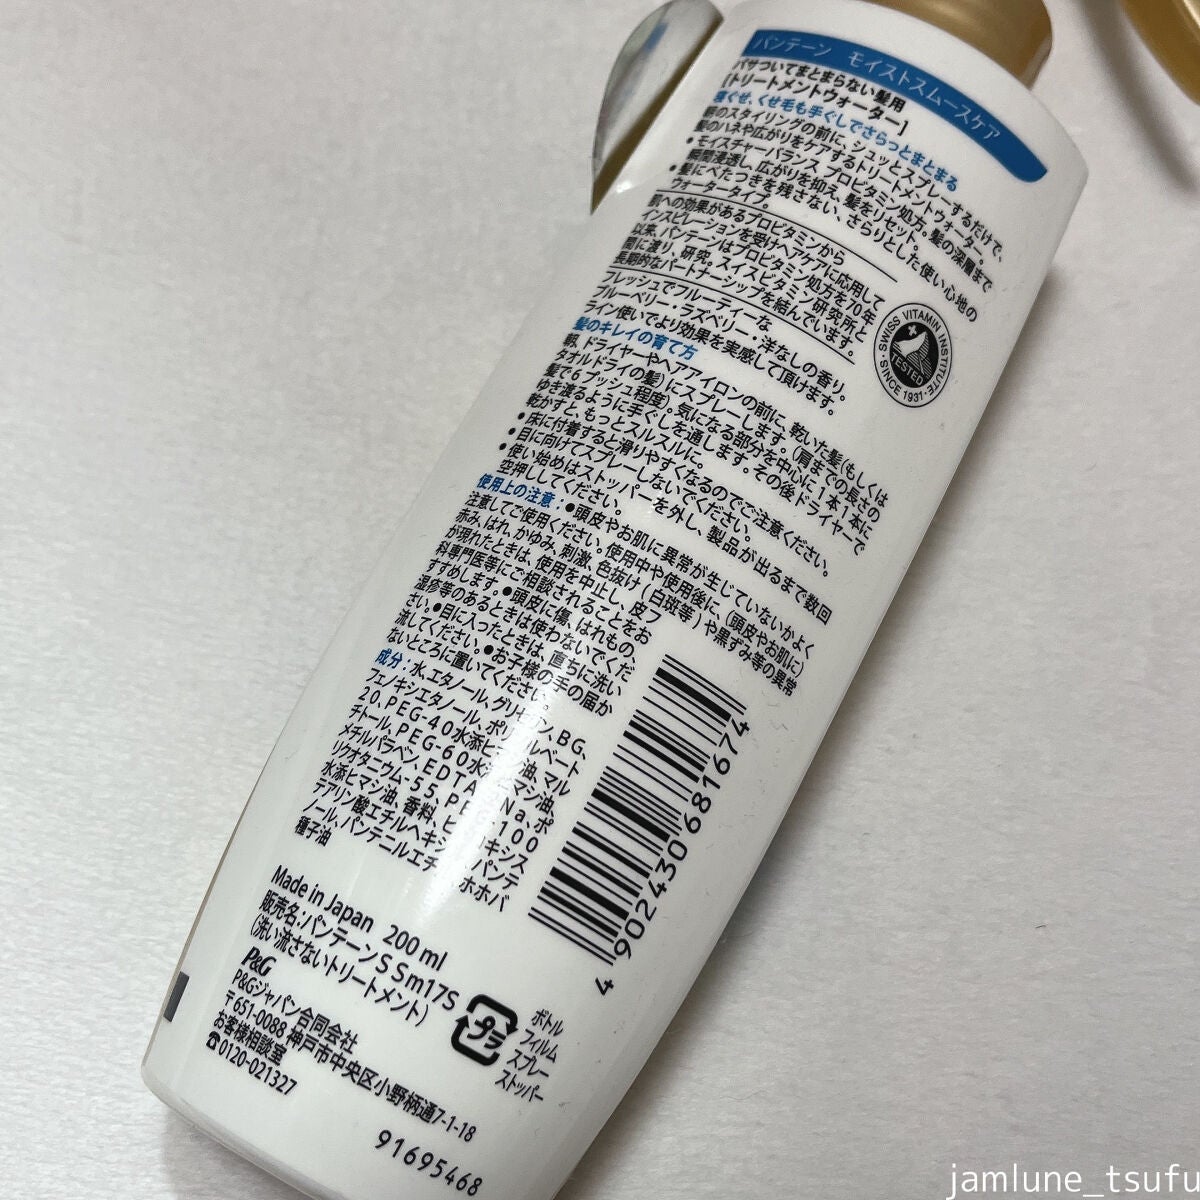 パンテーン モイストスムースケア
パサついてまとまらない髪用
[トリートメントウォーター]
寝ぐせ、くせ毛も手ぐしでさらっとまとまる
朝のスタイリングの前に、シュッとスプレーするだけで、
髪のハネや広がりをケアするトリートメントウォーター。
•モイスチャーバランス プロビタミン処方。髪の深層まで
瞬間浸透し、広がりを抑え、髪をリセット。
•髪にべたつきを残さない、さらりとした使い心地の
ウォータータイプ。
肌への効果があるプロビタミンから
インスピレーションを受けヘアケアに応用して
以来、パンテーンはプロビタミン処方を70年
間に渡り、研究。スイスビタミン研究所と
長期的なパートナーシップを結んでいます。
SWISS VITAMIN INSTITUTE
TESTED
SINCE 1931
フレッシュでフルーティーな
ブルーベリー・ラズベリー・洋なしの香り。
ライン使いでより効果を実感して頂けます。
髪のキレイの育て方
朝、ドライヤーやヘアアイロンの前に、乾いた髪(もしくは
タオルドライの髪)にスプレーします。(肩までの長さの
髪で6プッシュ程度)。気になる部分を中心に1本1本に
ゆき渡るように手ぐしを通します。その後ドライヤーで
乾かすと、もっとスルスルに。
•床に付着すると滑りやすくなるのでご注意ください。
•目に向けてスプレーしないでください。
•使い始めはストッパーを外し、製品が出るまで数回
空押ししてください。
使用上の注意:●頭皮やお肌に異常が生じていないかよく
注意してご使用ください。使用中や使用後に、(頭皮やお肌に)
赤み、はれ、かゆみ、刺激、色抜け(白斑等)や黒ずみ等の異常
が現れたときは、使用を中止し、皮フ
科専門医等にご相談されることをお
すすめします。●頭皮に傷、はれもの、
湿疹等のあるときは使わないでくだ
さい。●目に入ったときは、直ちに洗い
流してください。●お子様の手の届か
ないところに置いてください。
成分:水、エタノール、グリセリン、BG、
フェノキシエタノール、ポリソルベート
20、PEG-40水添ヒマシ油、マル
チトール、PEG-60水添ヒマシ油、
メチルパラベン、EDTA-2Na、ポ
リクオタニウム-55、PEG-100
水添ヒマシ油、香料、ヒドロキシス
テアリン酸エチルヘキシル、パンテ
ノール、パンテニルエチル、ホホバ
種子油
4 902430 681674
Made in Japan 200ml
販売名:パンテーンSSm17S
(洗い流さないトリートメント)
P&G
P&Gジャパン合同会社
〒651-0088 神戸市中央区小野柄通7-1-18
お客様相談室
☎0120-021327
プラ
ボトル
フィルム
スプレー
ストッパー
91695468
jamlune_tsufu